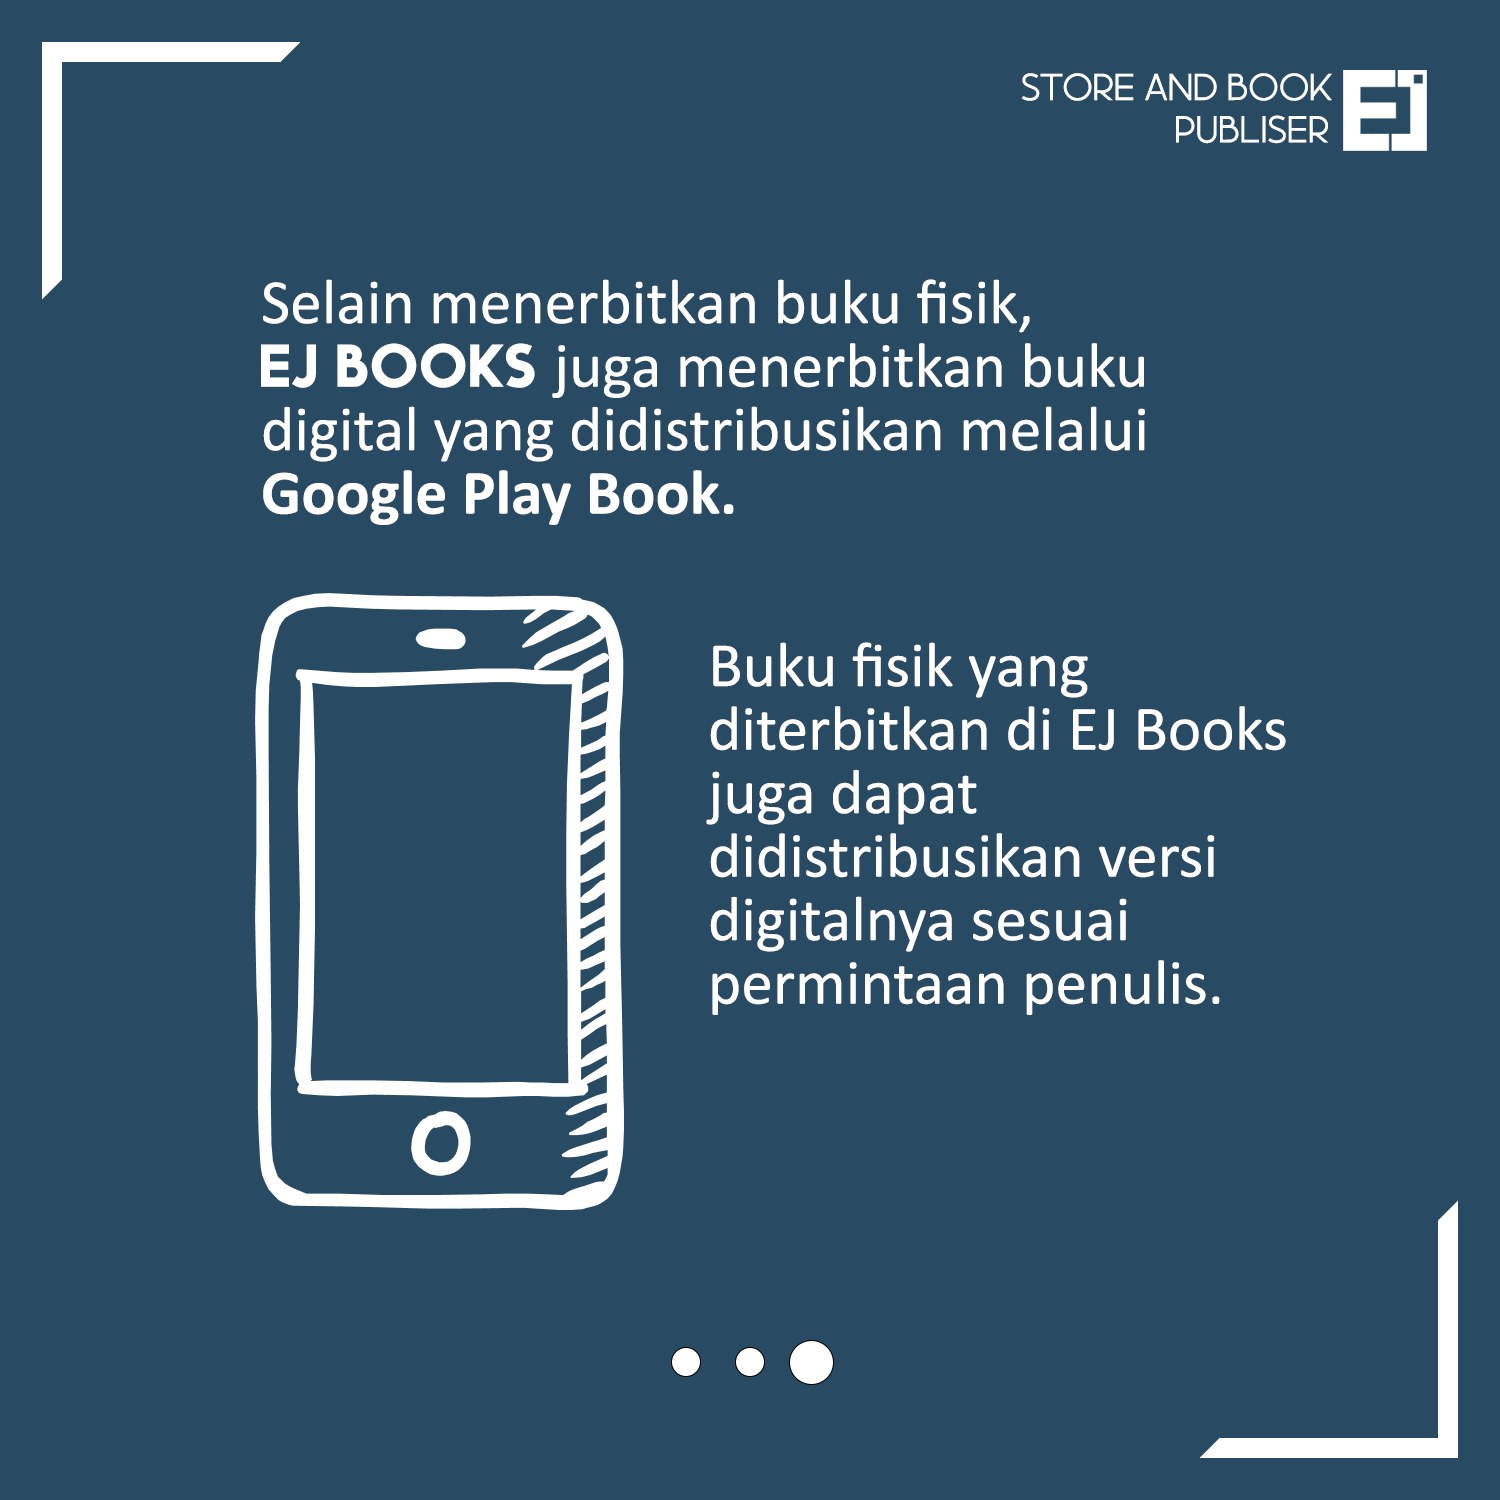 STORE AND BOOK
PUBLISER
EJ
Selain menerbitkan buku fisik,
EJ BOOKS juga menerbitkan buku
digital yang didistribusikan melalui
Google Play Book.
Buku fisik yang
diterbitkan di EJ Books
juga dapat
didistribusikan versi
digitalnya sesuai
permintaan penulis.